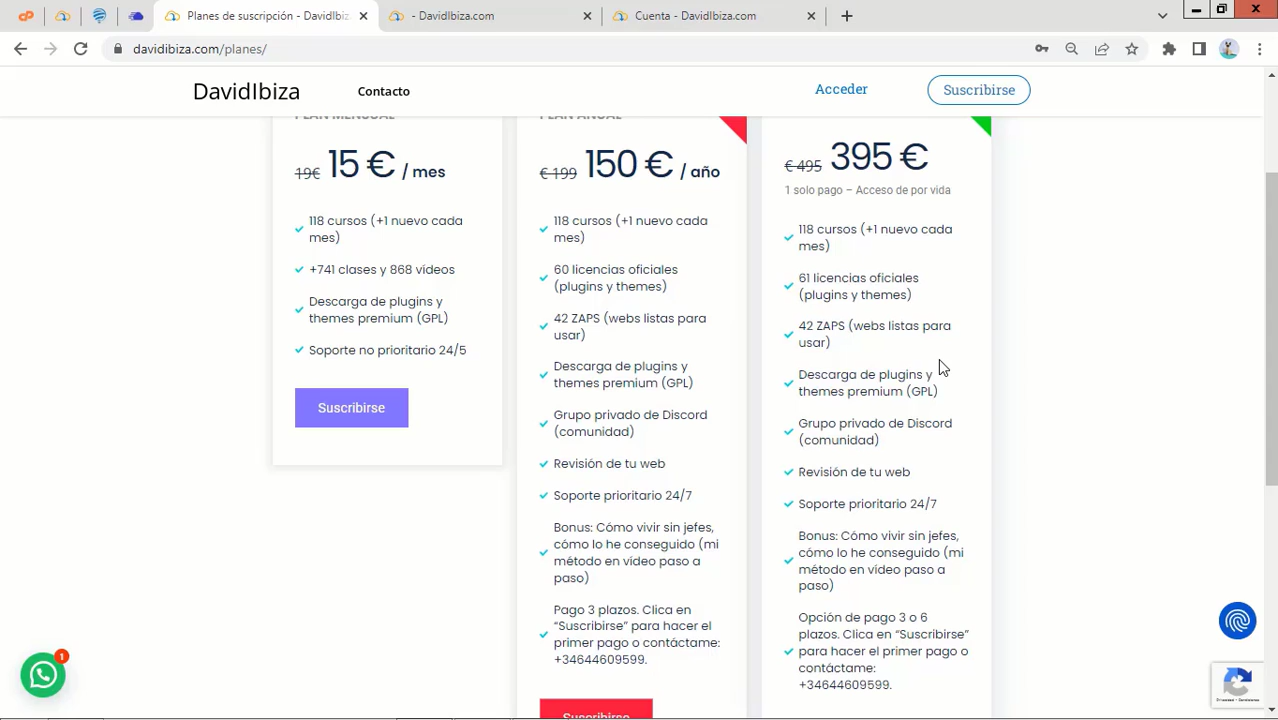 Planes de suscripción - DavidIbiz
- DavidIbiza.com
Cuenta - DavidIbiza.com
davidibiza.com/planes/
DavidIbiza
Contacto
Acceder
Suscribirse
PLAN MENSUAL
19€ 15 € / mes
118 cursos (+1 nuevo cada
mes)
+741 clases y 868 vídeos
Descarga de plugins y
themes premium (GPL)
Soporte no prioritario 24/5
Suscribirse
PLAN ANUAL
€ 199 150 € / año
118 cursos (+1 nuevo cada
mes)
60 licencias oficiales
(plugins y themes)
42 ZAPS (webs listas para
usar)
Descarga de plugins y
themes premium (GPL)
Grupo privado de Discord
(comunidad)
Revisión de tu web
Soporte prioritario 24/7
Bonus: Cómo vivir sin jefes,
cómo lo he conseguido (mi
método en vídeo paso a
paso)
Pago 3 plazos. Clica en
“Suscribirse” para hacer el
primer pago o contáctame:
+34644609599.
Suscribirse
€ 495 395 €
1 solo pago – Acceso de por vida
118 cursos (+1 nuevo cada
mes)
61 licencias oficiales
(plugins y themes)
42 ZAPS (webs listas para
usar)
Descarga de plugins y
themes premium (GPL)
Grupo privado de Discord
(comunidad)
Revisión de tu web
Soporte prioritario 24/7
Bonus: Cómo vivir sin jefes,
cómo lo he conseguido (mi
método en vídeo paso a
paso)
Opción de pago 3 o 6
plazos. Clica en “Suscribirse”
para hacer el primer pago o
contáctame:
+34644609599.
1